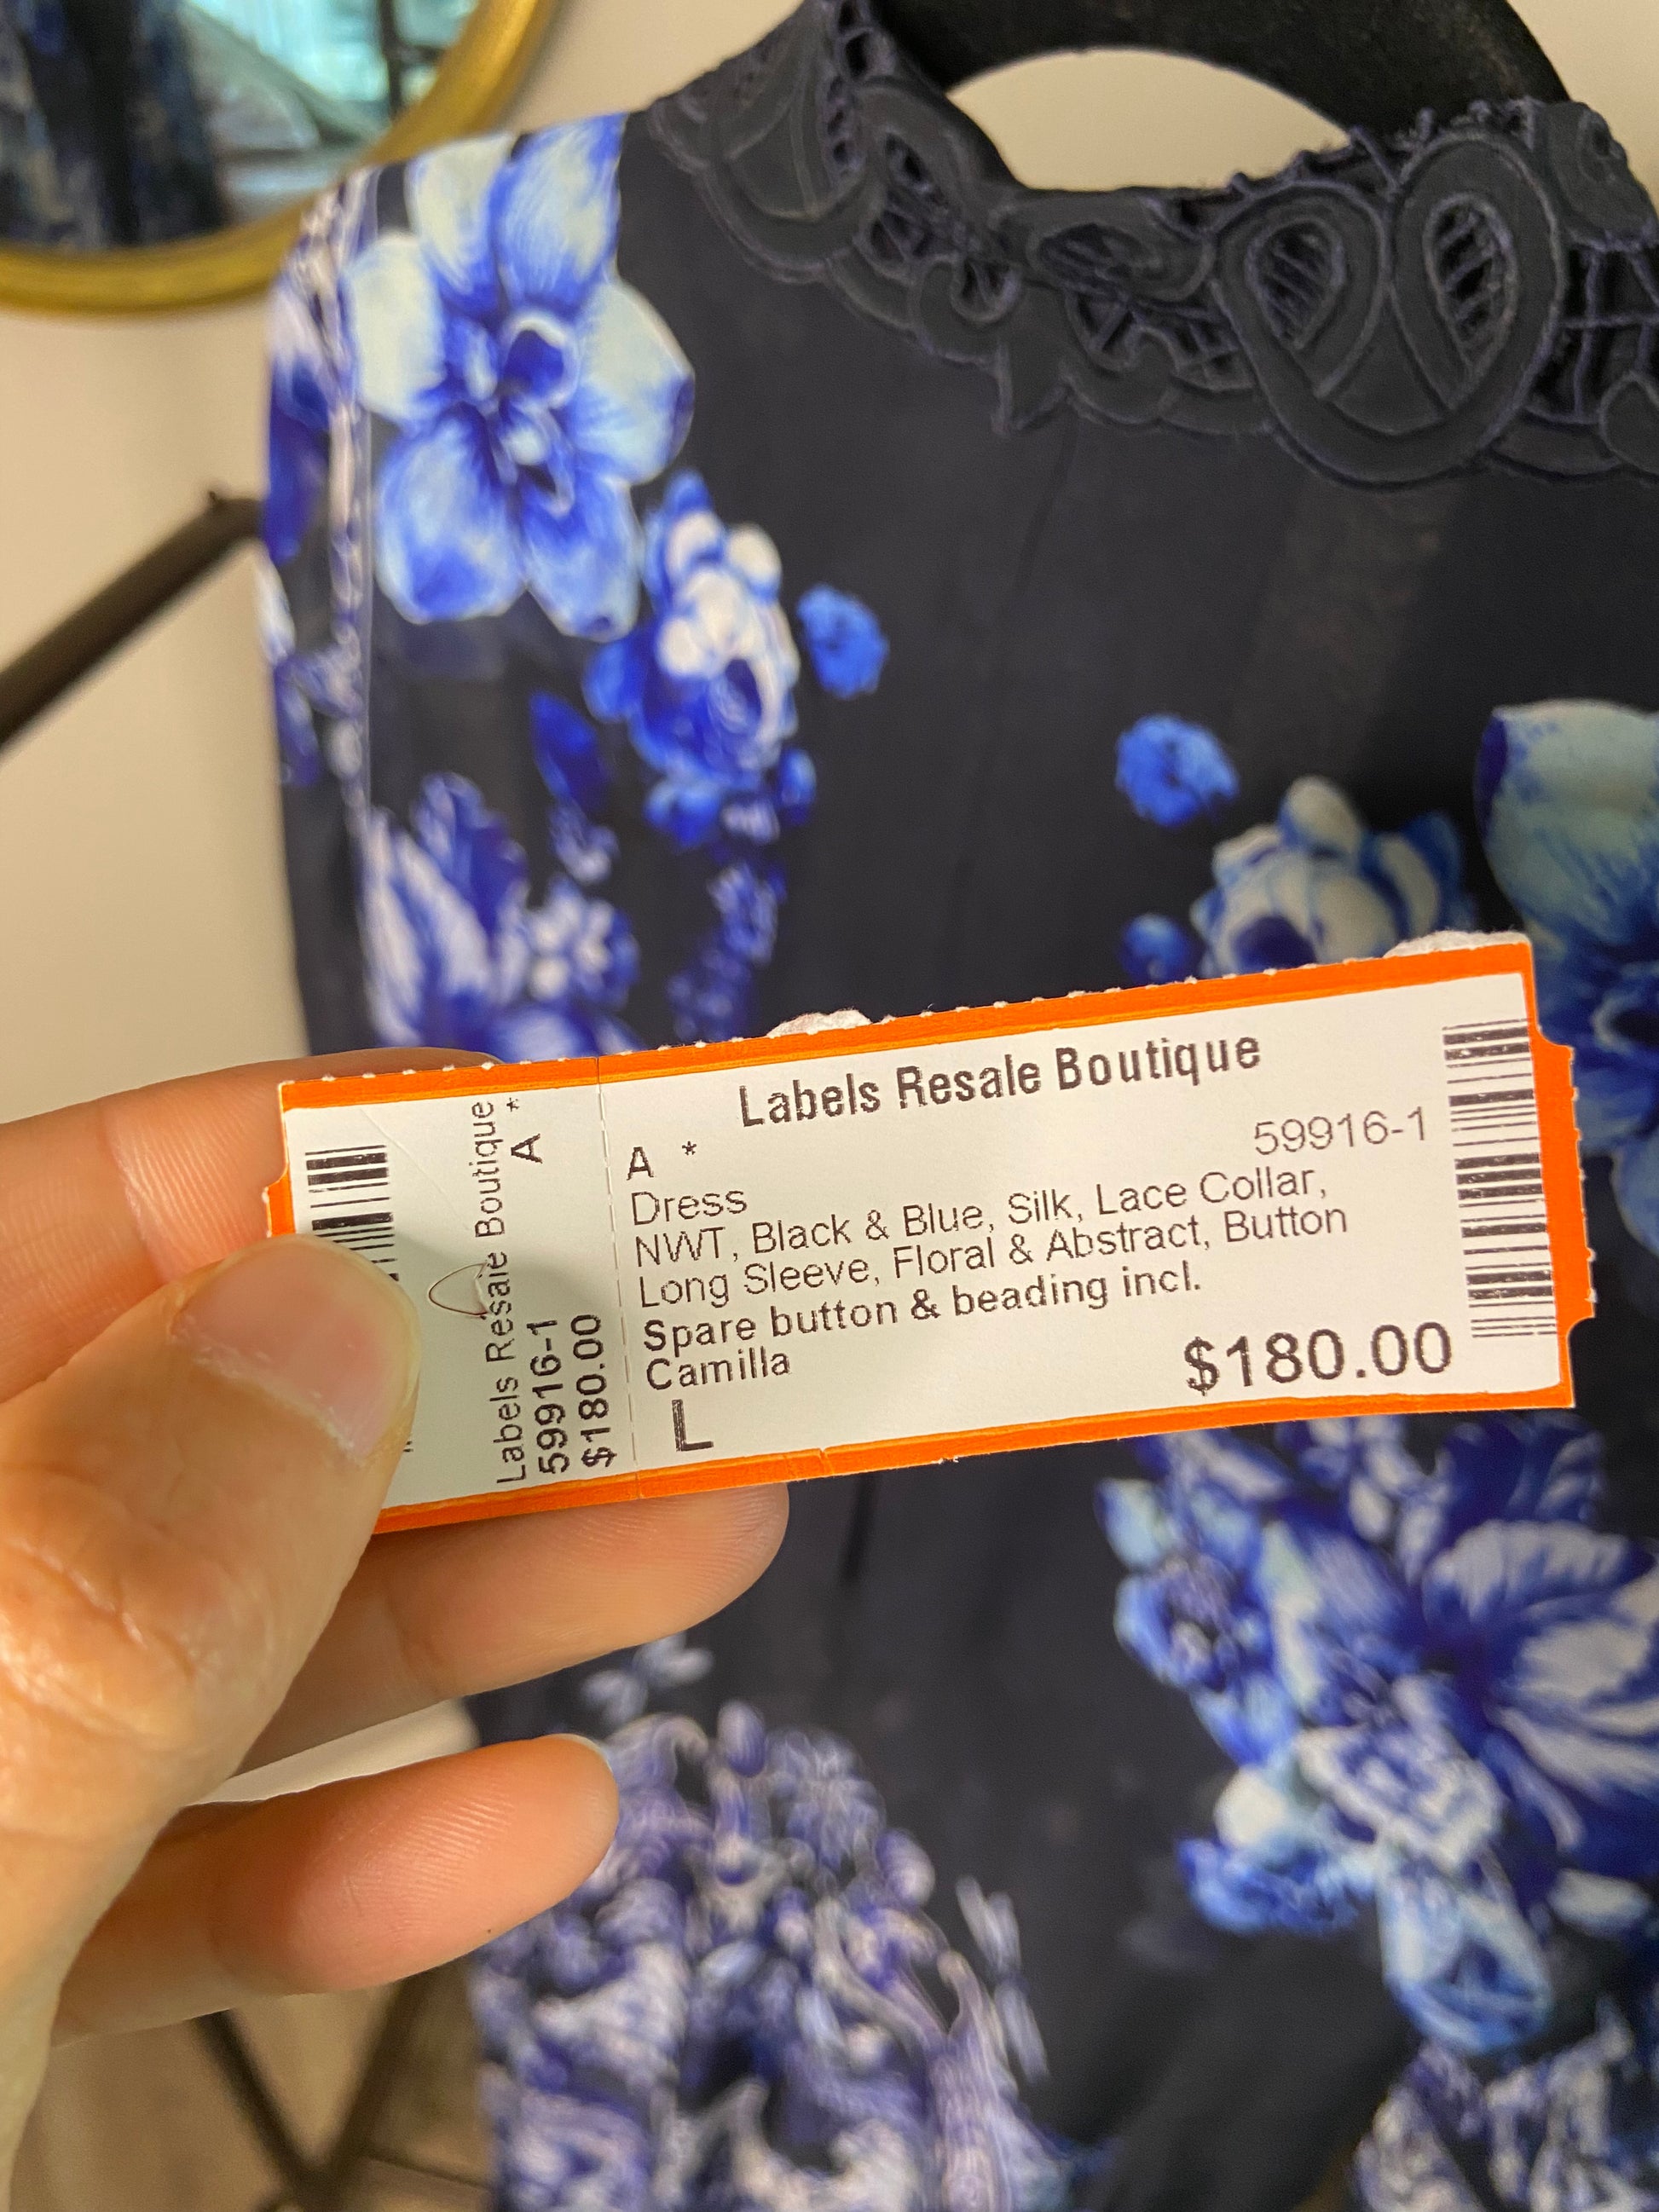 Labels Resale Boutique
A *
59916-1
Dress
NWT, Black & Blue, Silk, Lace Collar,
Long Sleeve, Floral & Abstract, Button
Spare button & beading incl.
Camilla
$180.00
L
Labels Resale Boutique
A *
59916-1
$180.00